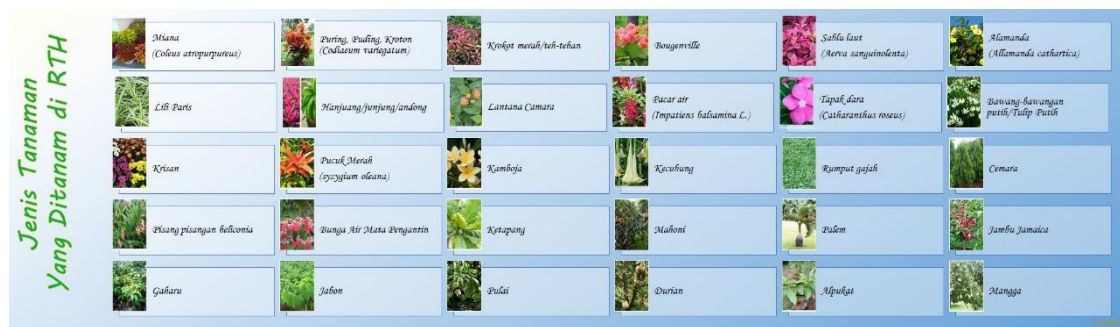 Jenis Tanaman
Yang Ditanam di RTH
Miana
(Coleus atropurpureus)
Puring, Puding, Kroton
(Codiaeum variegatum)
Krokot merah/teh-tehan
Bougenville
Sablu laut
(Aerva sanguinolenta)
Alamanda
(Allamanda cathartica)
Lili Paris
Hanjuang/junjung/andong
Lantana Camara
Pacar air
(Impatiens balsamina L.)
Tapak dara
(Catharanthus roseus)
Bawang-bawangan
putih/Tulip Putih
Krisan
Pucuk Merah
(syzygium oleana)
Kamboja
Kecubung
Rumput gajah
Cemara
Pisang pisangan heliconia
Bunga Air Mata Pengantin
Ketapang
Mahoni
Palem
Jambu Jamaica
Gaharu
Jabon
Pulai
Durian
Alpukat
Mangga